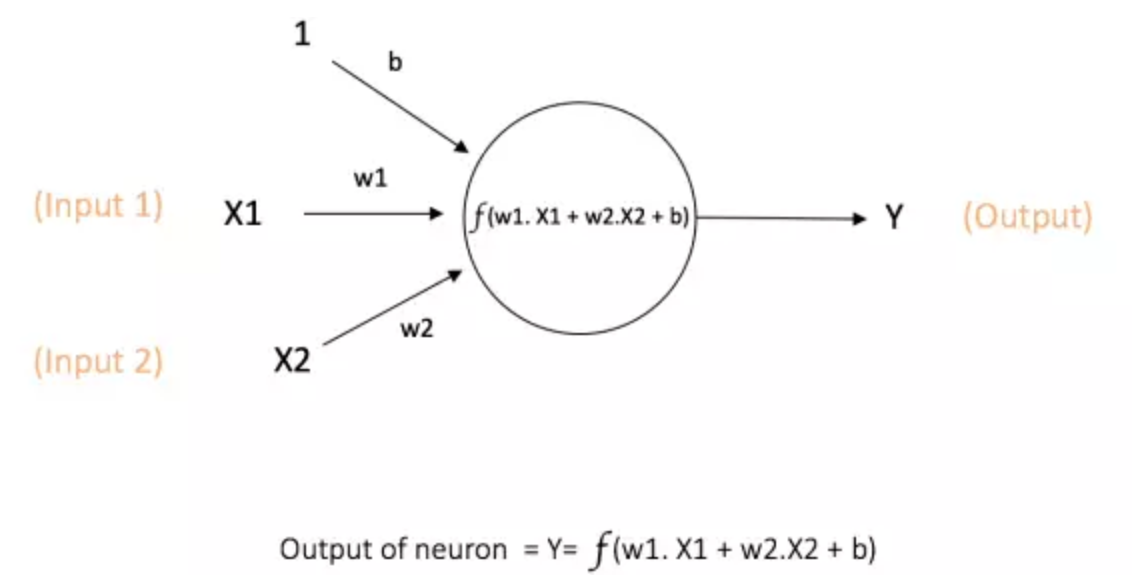 1
b
w1
(Input 1) X1 f(w1. X1 + w2.X2 + b) Y (Output)
w2
(Input 2) X2
Output of neuron = Y= f(w1. X1 + w2.X2 + b)